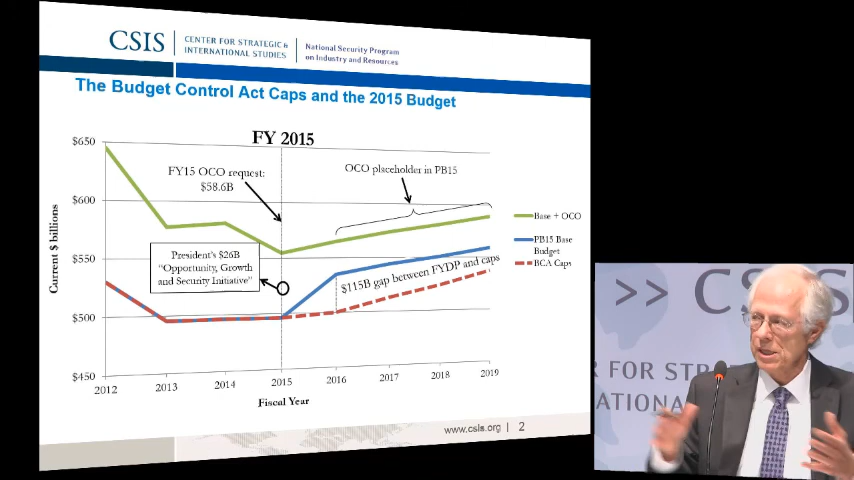 CSIS
CENTER FOR STRATEGIC &
INTERNATIONAL STUDIES
National Security Program
on Industry and Resources
The Budget Control Act Caps and the 2015 Budget
FY 2015
$650
$600
$550
$500
$450
Current $ billions
FY15 OCO request:
$58.6B
OCO placeholder in PB15
President's $26B
"Opportunity, Growth
and Security Initiative"
$115B gap between FYDP and caps
Base + OCO
PB15 Base
Budget
BCA Caps
2012
2013
2014
2015
2016
2017
2018
2019
Fiscal Year
www.csis.org | 2
>> CS
R FOR STRAT
ATIONAL